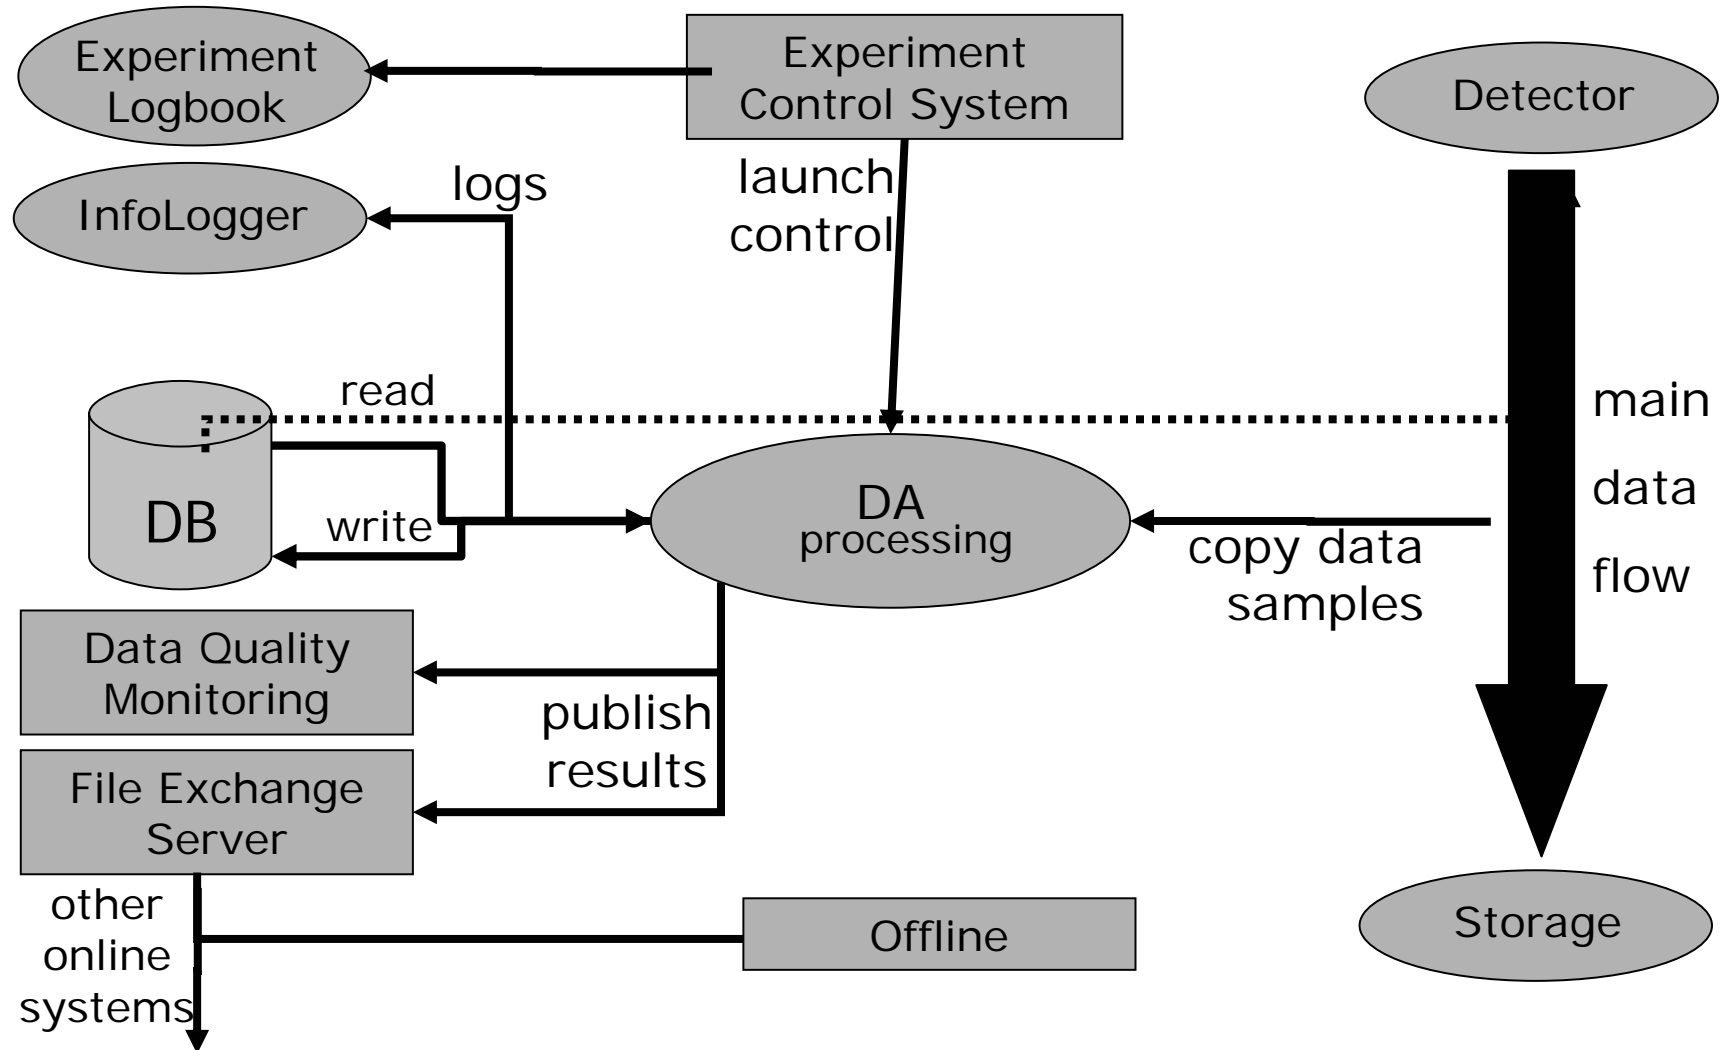 Experiment
Logbook
Experiment
Control System
Detector
InfoLogger
logs
launch
control
read
main
data
flow
DB
write
DA
processing
copy data
samples
Data Quality
Monitoring
publish
results
File Exchange
Server
other
online
systems
Offline
Storage